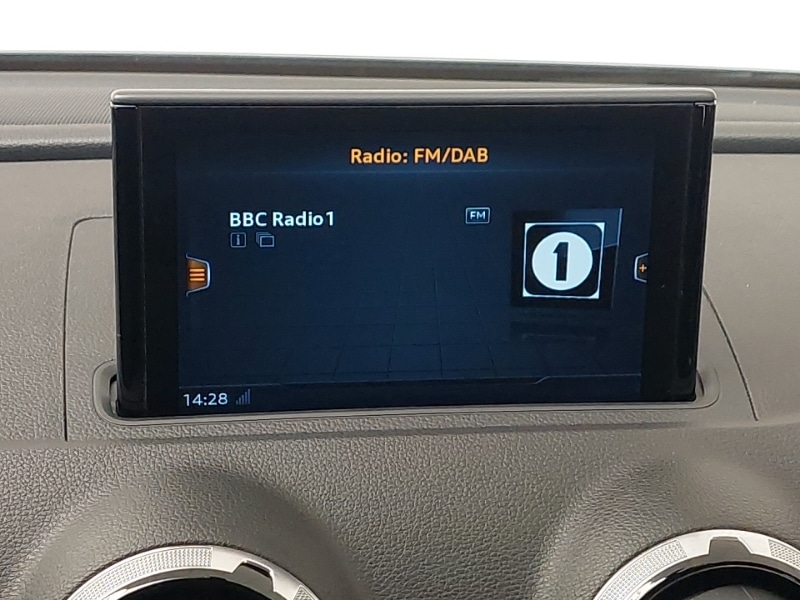 Radio: FM/DAB
BBC Radio1 FM
i
1
+
14:28